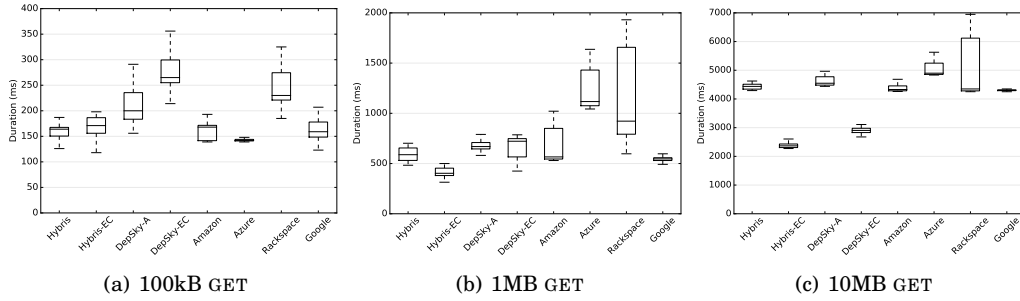 400
350
300
250
200
150
100
50
0
Duration (ms)
Hybris
Hybris-EC
DepSky-A
DepSky-EC
Amazon
Azure
Rackspace
Google
(a) 100kB GET
2000
1500
1000
500
0
Duration (ms)
Hybris
Hybris-EC
DepSky-A
DepSky-EC
Amazon
Azure
Rackspace
Google
(b) 1MB GET
7000
6000
5000
4000
3000
2000
1000
0
Duration (ms)
Hybris
Hybris-EC
DepSky-A
DepSky-EC
Amazon
Azure
Rackspace
Google
(c) 10MB GET